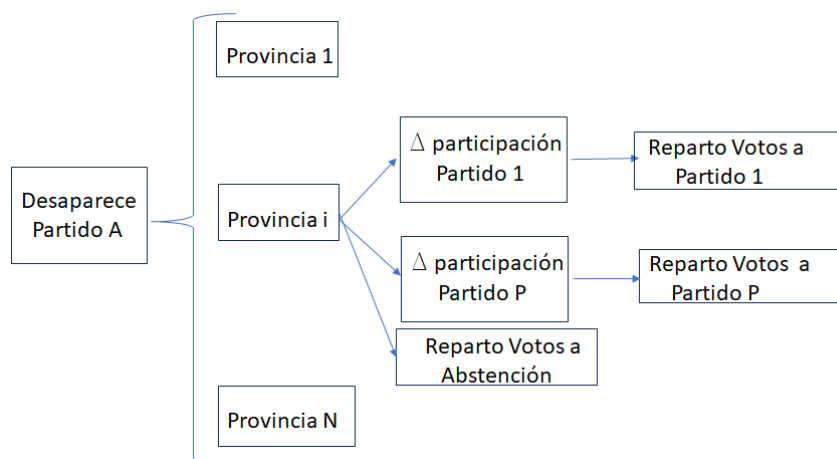 Provincia 1
Desaparece
Partido A
Provincia i
Δ participación
Partido 1
Reparto Votos a
Partido 1
Δ participación
Partido P
Reparto Votos a
Partido P
Reparto Votos a
Abstención
Provincia N